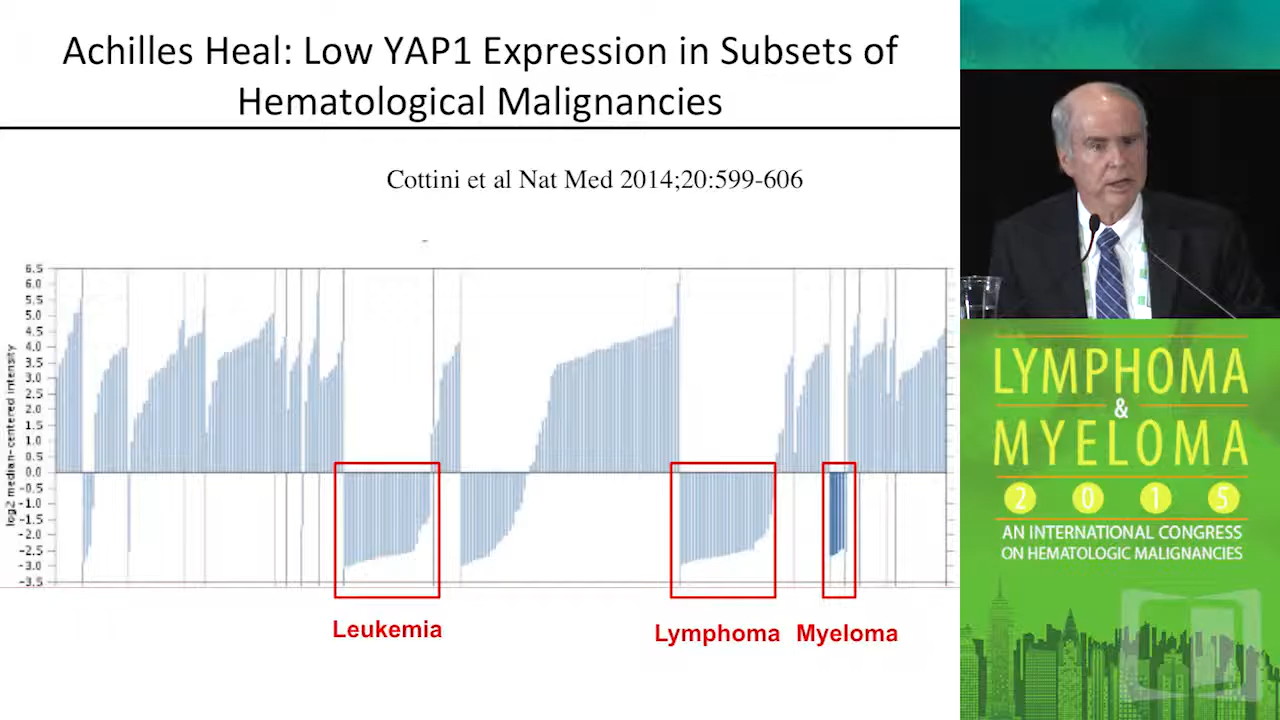 Achilles Heal: Low YAP1 Expression in Subsets of
Hematological Malignancies
Cottini et al Nat Med 2014;20:599-606
log2 median-centered intensity
6.5
6.0
5.5
5.0
4.5
4.0
3.5
3.0
2.5
2.0
1.5
1.0
0.5
0.0
-0.5
-1.0
-1.5
-2.0
-2.5
-3.0
-3.5
Leukemia
Lymphoma
Myeloma
LYMPHOMA
&
MYELOMA
2 0 1 5
AN INTERNATIONAL CONGRESS
ON HEMATOLOGIC MALIGNANCIES